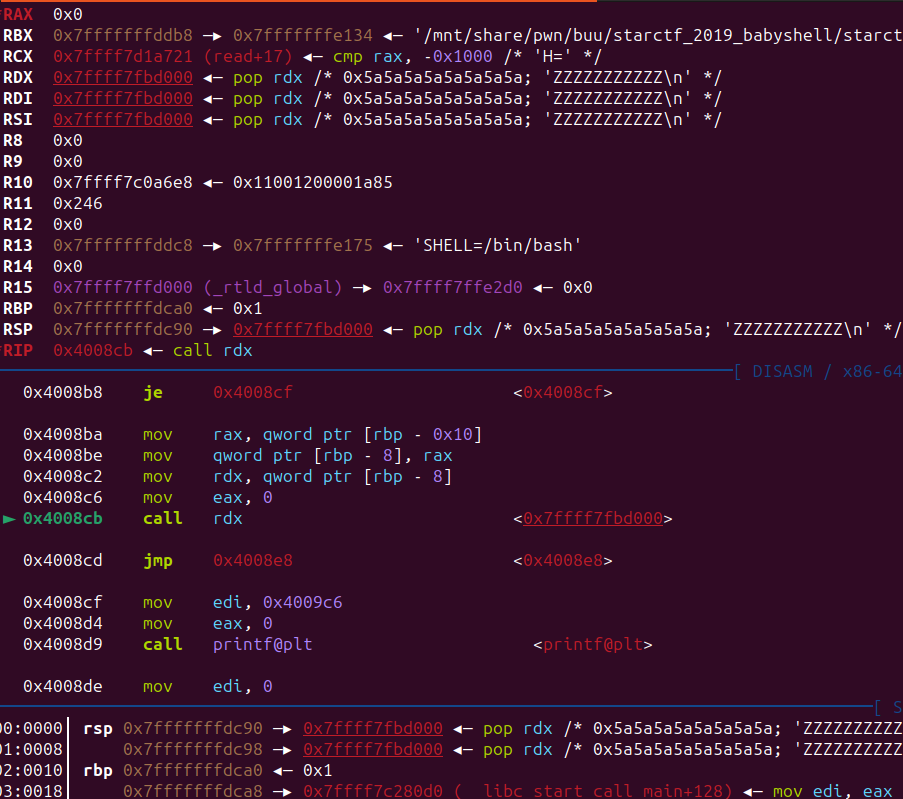 RAX 0x0
RBX 0x7fffffffddb8 —▸ 0x7fffffffe134 ◂— '/mnt/share/pwn/buu/starctf_2019_babyshell/starct
RCX 0x7ffff7d1a721 (read+17) ◂— cmp rax, -0x1000 /* 'H=' */
RDX 0x7ffff7fbd000 ◂— pop rdx /* 0x5a5a5a5a5a5a5a5a; 'ZZZZZZZZZZZ\n' */
RDI 0x7ffff7fbd000 ◂— pop rdx /* 0x5a5a5a5a5a5a5a5a; 'ZZZZZZZZZZZ\n' */
RSI 0x7ffff7fbd000 ◂— pop rdx /* 0x5a5a5a5a5a5a5a5a; 'ZZZZZZZZZZZ\n' */
R8 0x0
R9 0x0
R10 0x7ffff7c0a6e8 ◂— 0x11001200001a85
R11 0x246
R12 0x0
R13 0x7fffffffddc8 —▸ 0x7fffffffe175 ◂— 'SHELL=/bin/bash'
R14 0x0
R15 0x7ffff7ffd000 (_rtld_global) —▸ 0x7ffff7ffe2d0 ◂— 0x0
RBP 0x7fffffffdca0 ◂— 0x1
RSP 0x7fffffffdc90 —▸ 0x7ffff7fbd000 ◂— pop rdx /* 0x5a5a5a5a5a5a5a5a; 'ZZZZZZZZZZZ\n' */
RIP 0x4008cb ◂— call rdx
[ DISASM / x86-64
0x4008b8 je 0x4008cf <0x4008cf>
0x4008ba mov rax, qword ptr [rbp - 0x10]
0x4008be mov qword ptr [rbp - 8], rax
0x4008c2 mov rdx, qword ptr [rbp - 8]
0x4008c6 mov eax, 0
► 0x4008cb call rdx <0x7ffff7fbd000>
0x4008cd jmp 0x4008e8 <0x4008e8>
0x4008cf mov edi, 0x4009c6
0x4008d4 mov eax, 0
0x4008d9 call printf@plt <printf@plt>
0x4008de mov edi, 0
[ S
00:0000│ rsp 0x7fffffffdc90 —▸ 0x7ffff7fbd000 ◂— pop rdx /* 0x5a5a5a5a5a5a5a5a; 'ZZZZZZZZZZ
01:0008│ 0x7fffffffdc98 —▸ 0x7ffff7fbd000 ◂— pop rdx /* 0x5a5a5a5a5a5a5a5a; 'ZZZZZZZZZZ
02:0010│ rbp 0x7fffffffdca0 ◂— 0x1
03:0018│ 0x7fffffffdca8 —▸ 0x7ffff7c280d0 (__libc_start_call_main+128) ◂— mov edi, eax